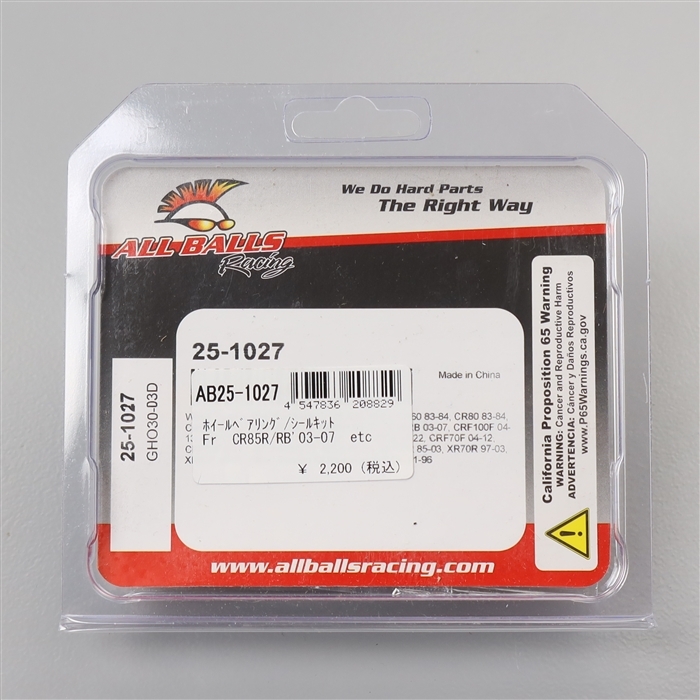 We Do Hard Parts
The Right Way
ALL BALLS
Racing
25-1027
Made in China
AB25-1027
4 547836 208829
ホイールベアリング/シールキット
Fr CR85R/RB'03-07 etc
¥ 2,200 (税込)
60 83-84, CR80 83-84,
B 03-07, CRF100F 04-
22, CRF70F 04-12,
85-03, XR70R 97-03,
1-96
25-1027
GHO30-03D
California Proposition 65 Warning
WARNING: Cancer and Reproductive Harm
ADVERTENCIA: Cáncer y Daños Reproductivos
www.P65Warnings.ca.gov
www.allballsracing.com